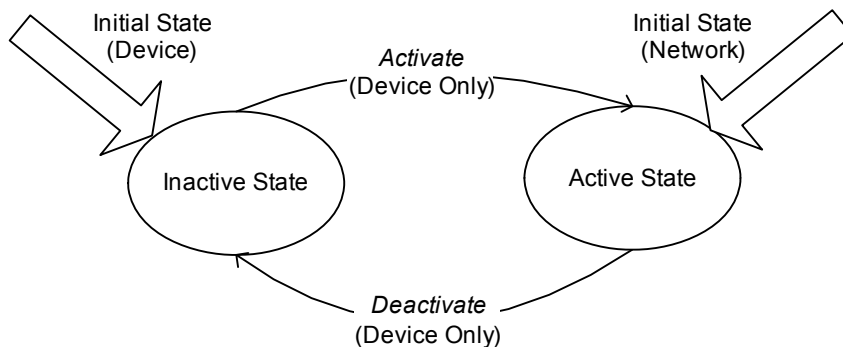 Initial State
(Device)
Initial State
(Network)
Activate
(Device Only)
Inactive State
Active State
Deactivate
(Device Only)